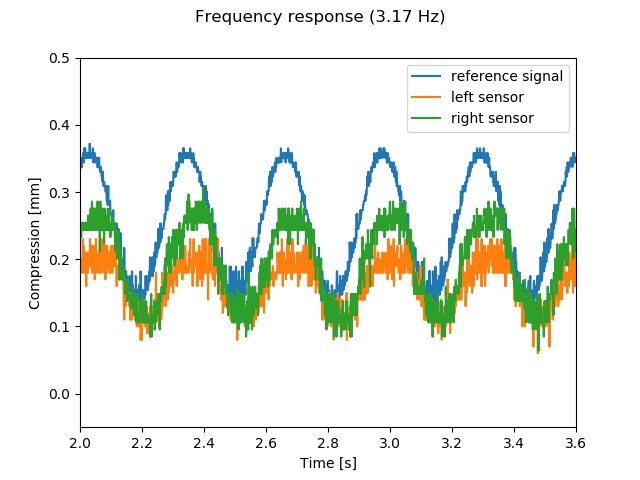 Frequency response (3.17 Hz)
reference signal
left sensor
right sensor
0.5
0.4
0.3
0.2
0.1
0.0
Compression [mm]
2.0 2.2 2.4 2.6 2.8 3.0 3.2 3.4 3.6
Time [s]